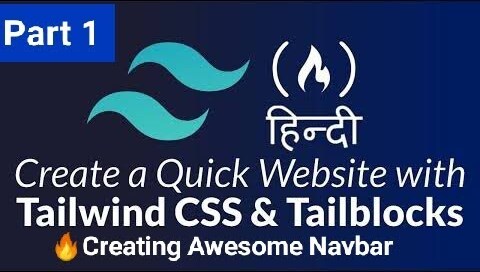 Part 1
हिन्दी
Create a Quick Website with
Tailwind CSS & Tailblocks
🔥Creating Awesome Navbar